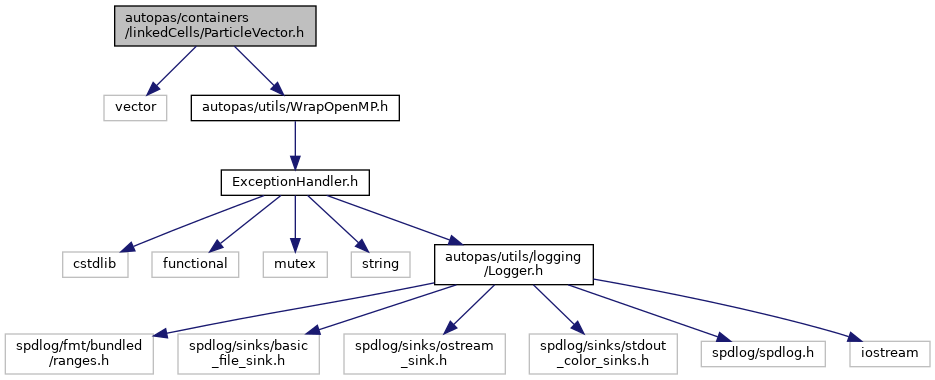 autopas/containers
/linkedCells/ParticleVector.h
vector
autopas/utils/WrapOpenMP.h
ExceptionHandler.h
cstdlib
functional
mutex
string
autopas/utils/logging
/Logger.h
spdlog/fmt/bundled
/ranges.h
spdlog/sinks/basic
_file_sink.h
spdlog/sinks/ostream
_sink.h
spdlog/sinks/stdout
_color_sinks.h
spdlog/spdlog.h
iostream